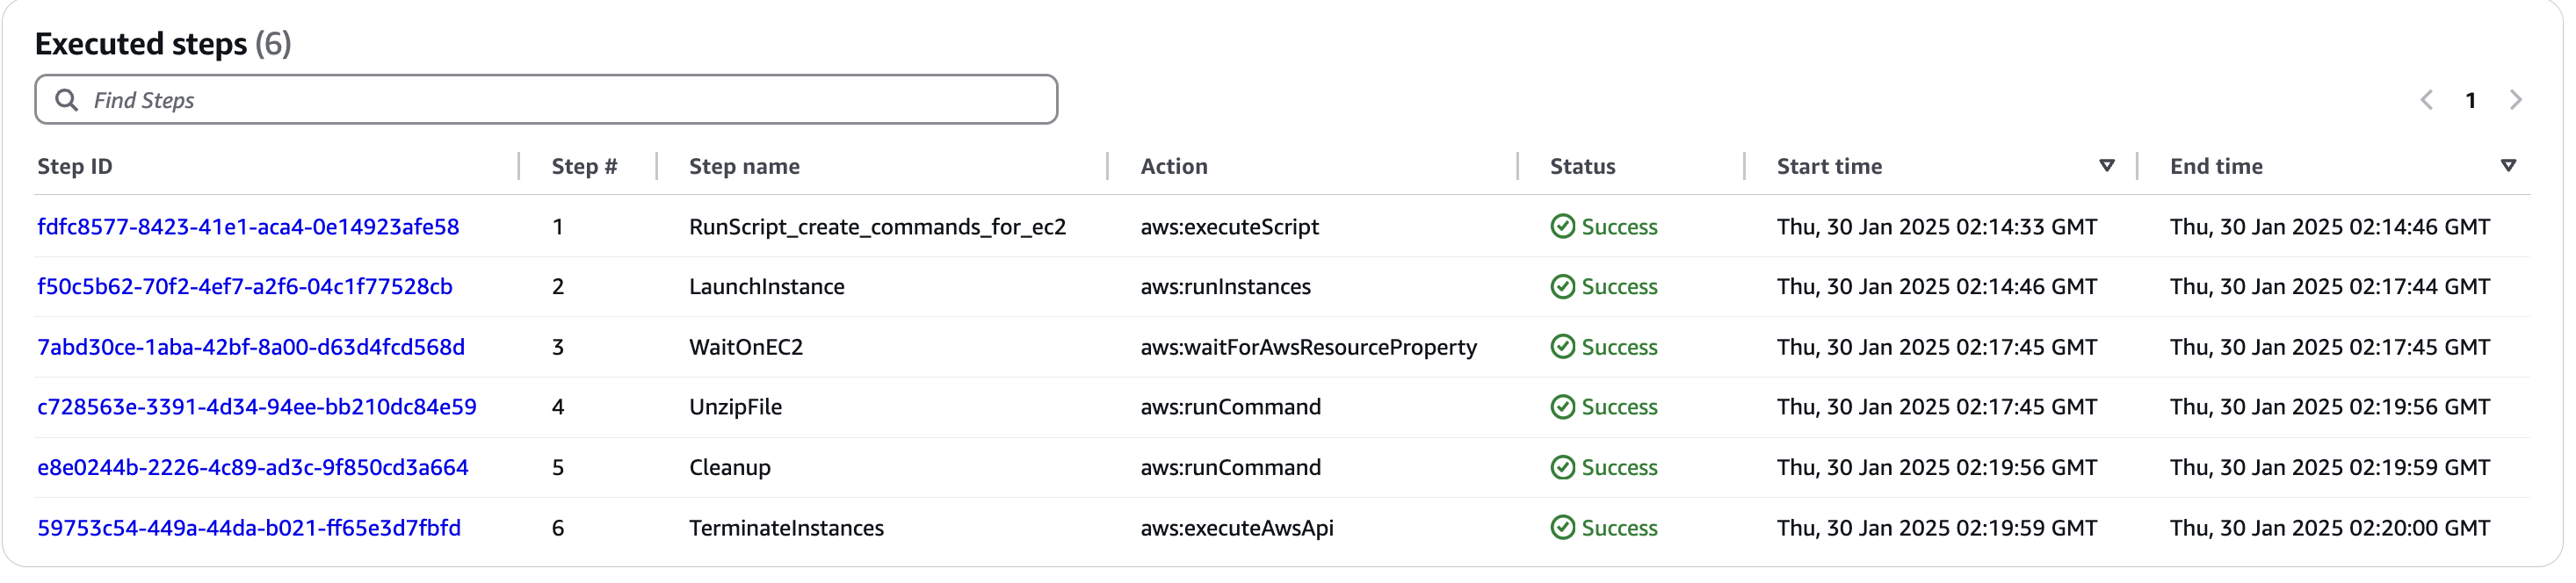 Executed steps (6)
Find Steps
1
Step ID Step # Step name Action Status Start time End time
fdfc8577-8423-41e1-aca4-0e14923afe58 1 RunScript_create_commands_for_ec2 aws:executeScript Success Thu, 30 Jan 2025 02:14:33 GMT Thu, 30 Jan 2025 02:14:46 GMT
f50c5b62-70f2-4ef7-a2f6-04c1f77528cb 2 LaunchInstance aws:runInstances Success Thu, 30 Jan 2025 02:14:46 GMT Thu, 30 Jan 2025 02:17:44 GMT
7abd30ce-1aba-42bf-8a00-d63d4fcd568d 3 WaitOnEC2 aws:waitForAwsResourceProperty Success Thu, 30 Jan 2025 02:17:45 GMT Thu, 30 Jan 2025 02:17:45 GMT
c728563e-3391-4d34-94ee-bb210dc84e59 4 UnzipFile aws:runCommand Success Thu, 30 Jan 2025 02:17:45 GMT Thu, 30 Jan 2025 02:19:56 GMT
e8e0244b-2226-4c89-ad3c-9f850cd3a664 5 Cleanup aws:runCommand Success Thu, 30 Jan 2025 02:19:56 GMT Thu, 30 Jan 2025 02:19:59 GMT
59753c54-449a-44da-b021-ff65e3d7fbfd 6 TerminateInstances aws:executeAwsApi Success Thu, 30 Jan 2025 02:19:59 GMT Thu, 30 Jan 2025 02:20:00 GMT